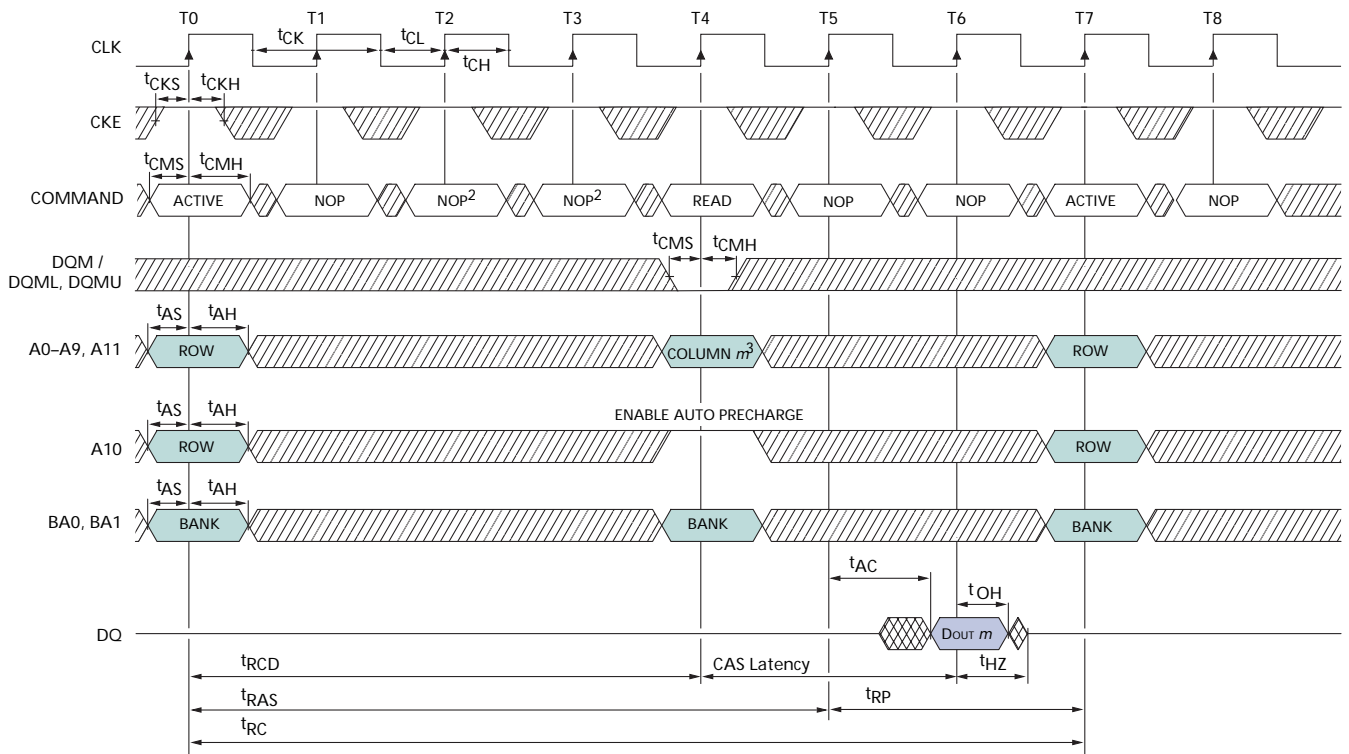 T0 T1 T2 T3 T4 T5 T6 T7 T8
CLK
tCK tCL tCH
tCKS tCKH
CKE
tCMS tCMH
COMMAND ACTIVE NOP NOP2 NOP2 READ NOP NOP ACTIVE NOP
tCMS tCMH
DQM /
DQML, DQMU
tAS tAH
A0–A9, A11 ROW COLUMN m3 ROW
tAS tAH ENABLE AUTO PRECHARGE
A10 ROW ROW
tAS tAH
BA0, BA1 BANK BANK BANK
tAC
tOH
DQ DOUT m
tRCD CAS Latency tHZ
tRAS tRP
tRC